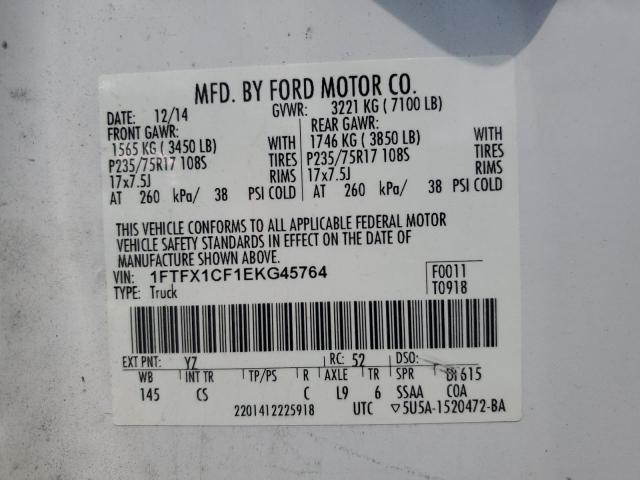 MFD. BY FORD MOTOR CO.
DATE: 12/14 GVWR: 3221 KG ( 7100 LB)
FRONT GAWR: REAR GAWR:
1565 KG ( 3450 LB) WITH 1746 KG ( 3850 LB) WITH
P235/75R17 108S TIRES P235/75R17 108S TIRES
17x7.5J RIMS 17x7.5J RIMS
AT 260 kPa/ 38 PSI COLD AT 260 kPa/ 38 PSI COLD
THIS VEHICLE CONFORMS TO ALL APPLICABLE FEDERAL MOTOR
VEHICLE SAFETY STANDARDS IN EFFECT ON THE DATE OF
MANUFACTURE SHOWN ABOVE.
VIN: 1FTFX1CF1EKG45764 F0011
TYPE: Truck T0918
EXT PNT: YZ RC: 52 DSO:
WB INT TR TP/PS R AXLE TR SPR 615
145 CS C L9 6 SSAA COA
2201412225918 UTC ▽5U5A-1520472-BA